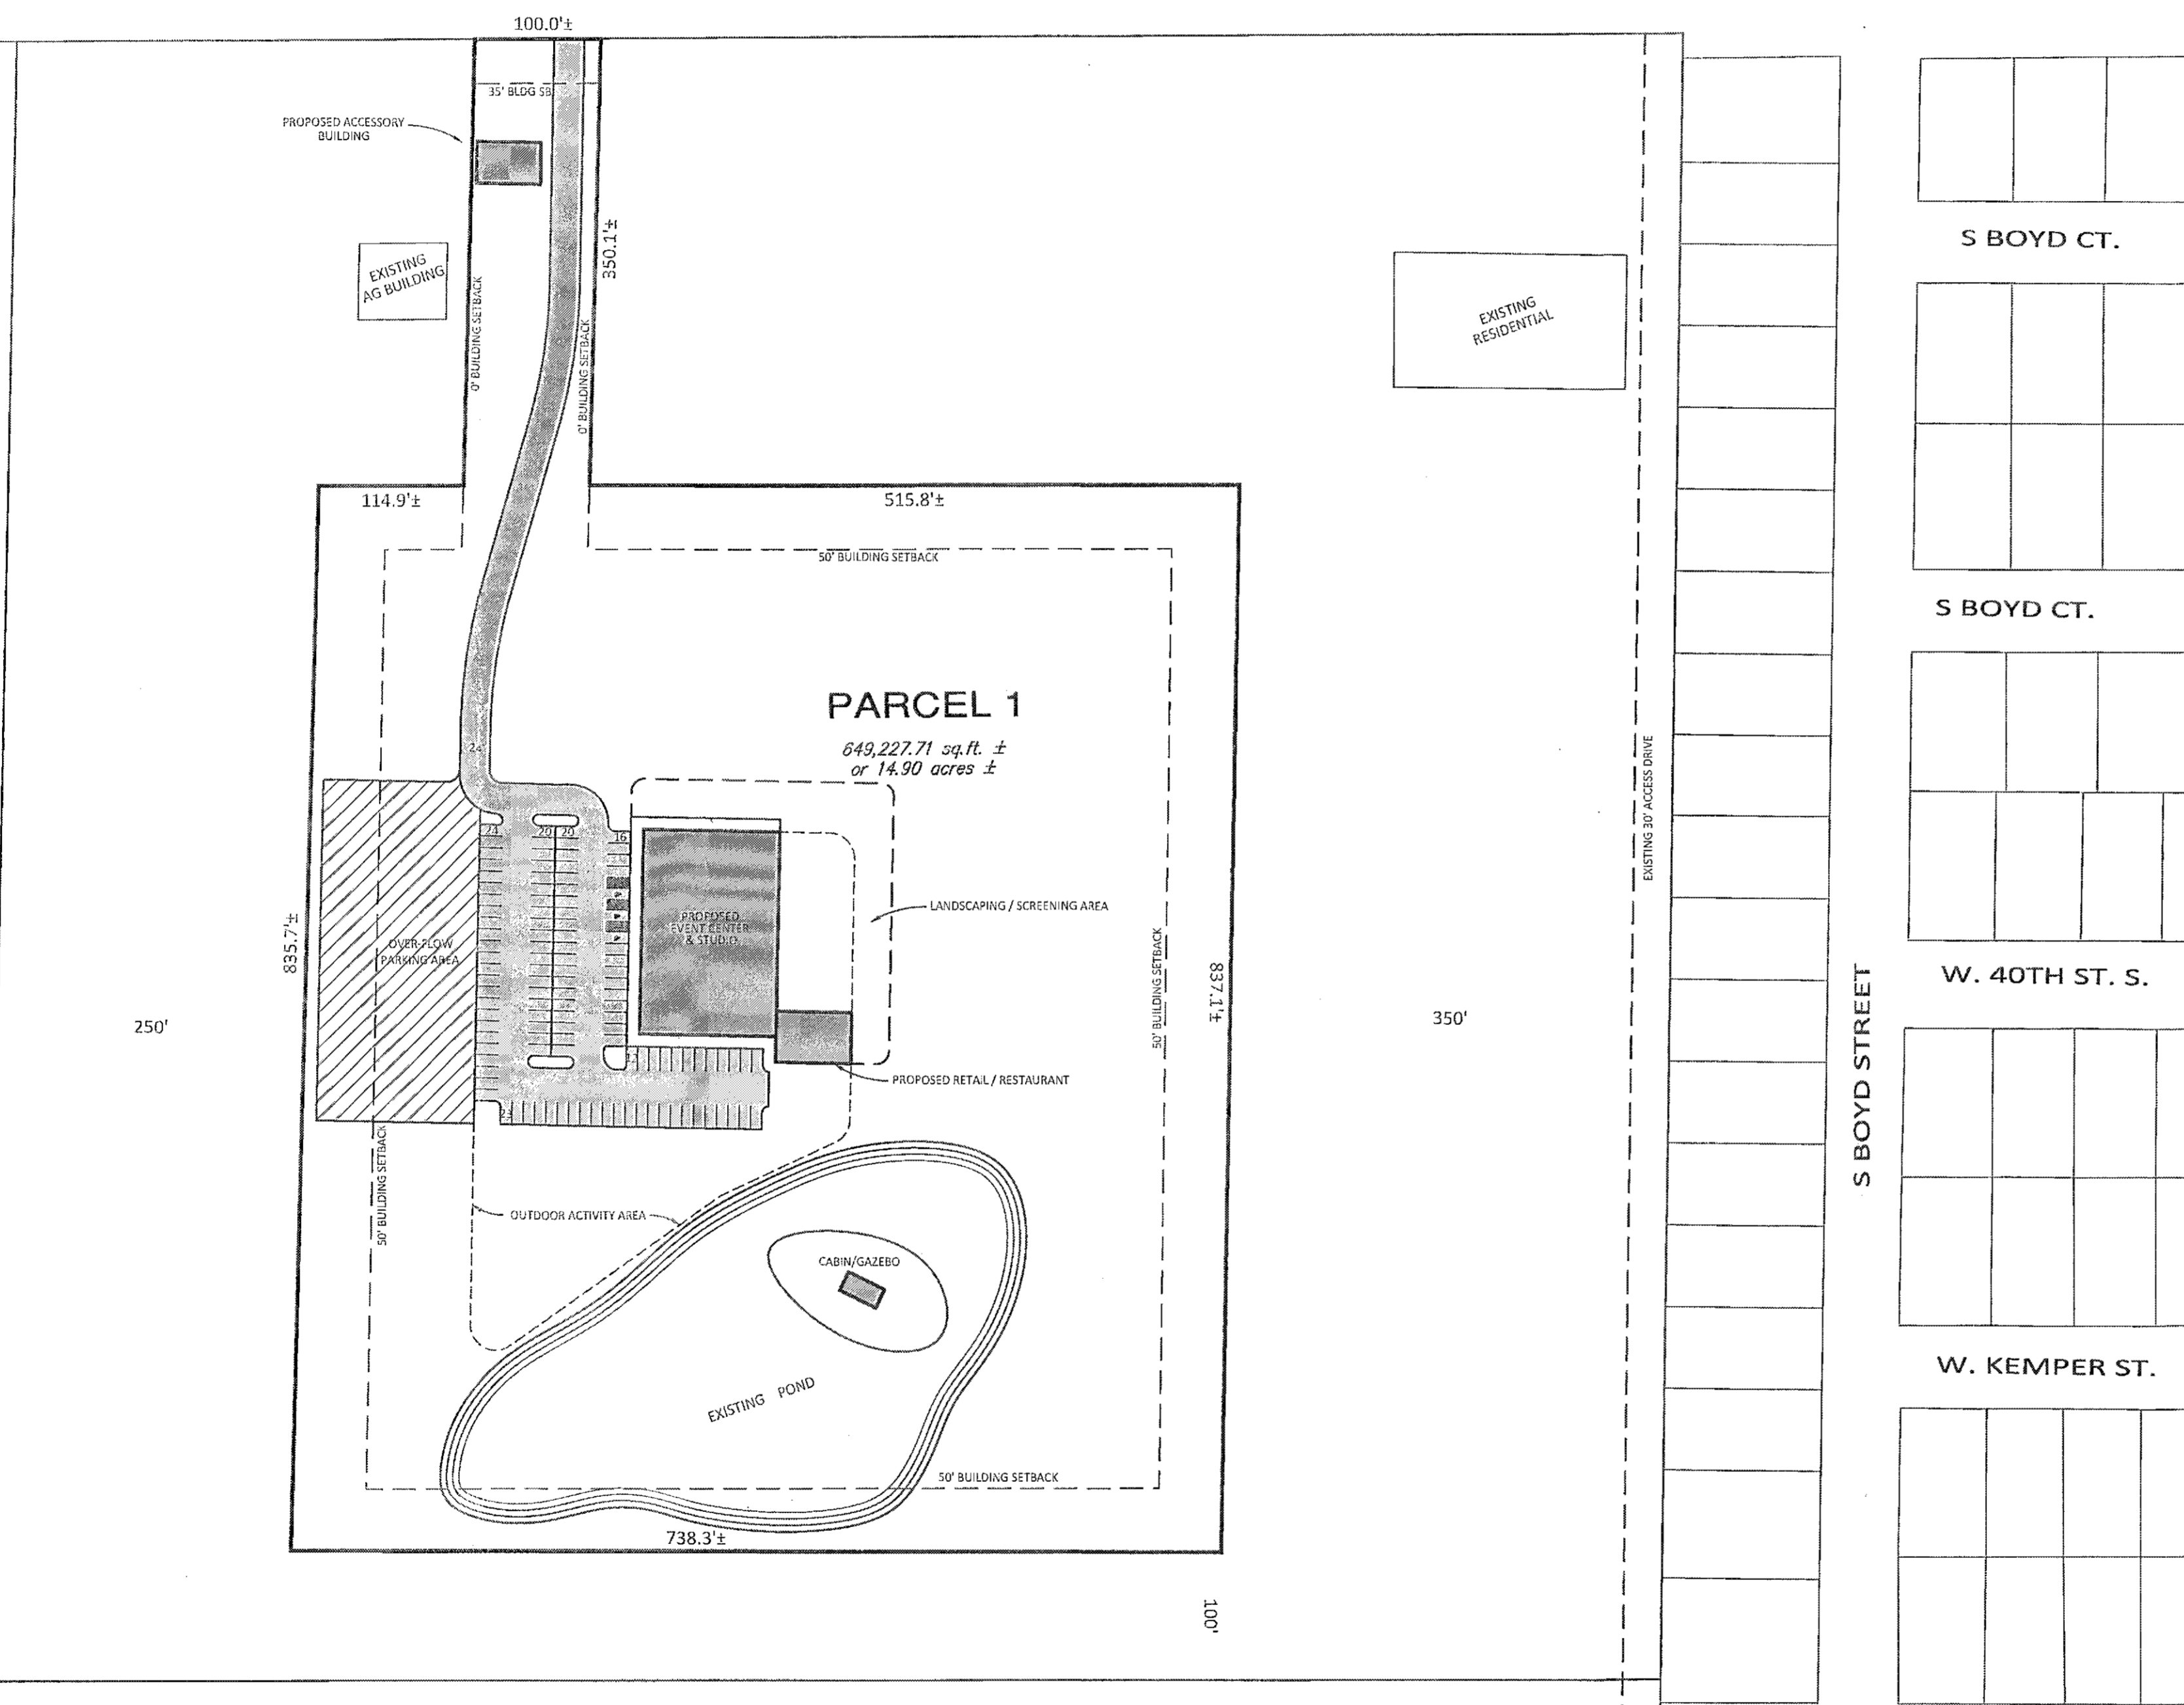 100.0'±
35' BLDG SB
PROPOSED ACCESSORY
BUILDING
EXISTING
AG BUILDING
0' BUILDING SETBACK
350.1'±
0' BUILDING SETBACK
EXISTING
RESIDENTIAL
S BOYD CT.
114.9'±
515.8'±
50' BUILDING SETBACK
S BOYD CT.
PARCEL 1
649,227.71 sq.ft. ±
or 14.90 acres ±
24
EXISTING 30' ACCESS DRIVE
24
20
20
16
PROPOSED
EVENT CENTER
& STUDIO
LANDSCAPING / SCREENING AREA
OVER-FLOW
PARKING AREA
835.7'±
50' BUILDING SETBACK
837.1'±
W. 40TH ST. S.
250'
350'
S BOYD STREET
PROPOSED RETAIL / RESTAURANT
23
50' BUILDING SETBACK
OUTDOOR ACTIVITY AREA
CABIN/GAZEBO
EXISTING POND
W. KEMPER ST.
50' BUILDING SETBACK
738.3'±
100'